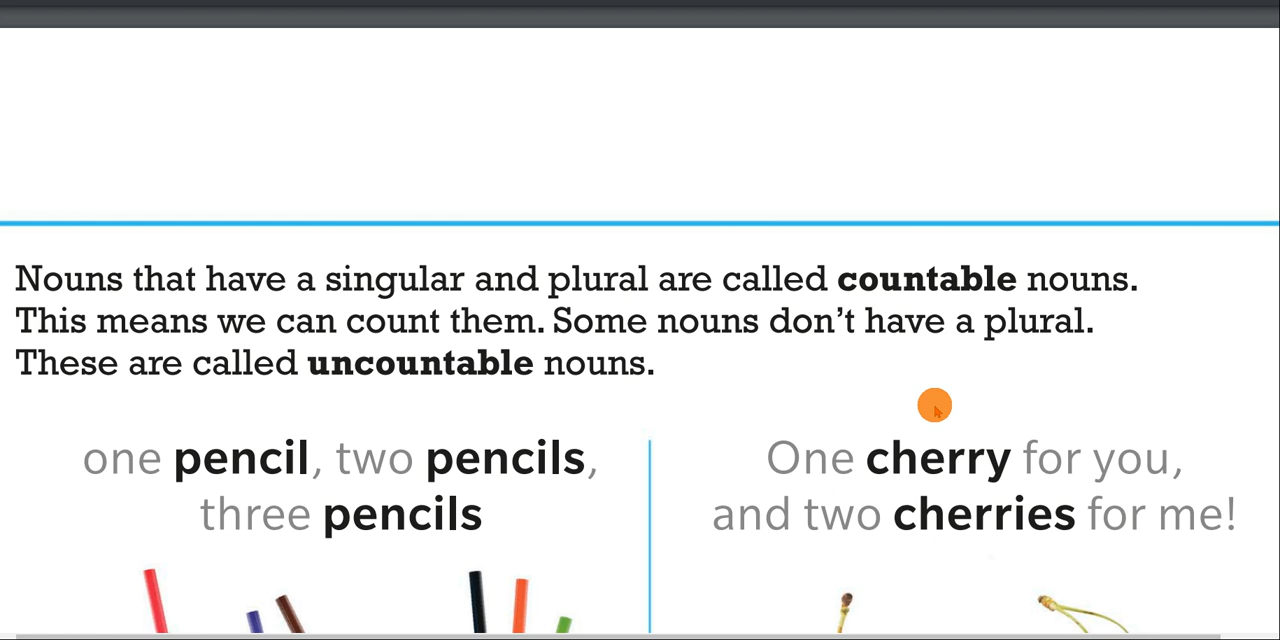 Nouns that have a singular and plural are called countable nouns.
This means we can count them. Some nouns don’t have a plural.
These are called uncountable nouns.
one pencil, two pencils,
three pencils
One cherry for you,
and two cherries for me!